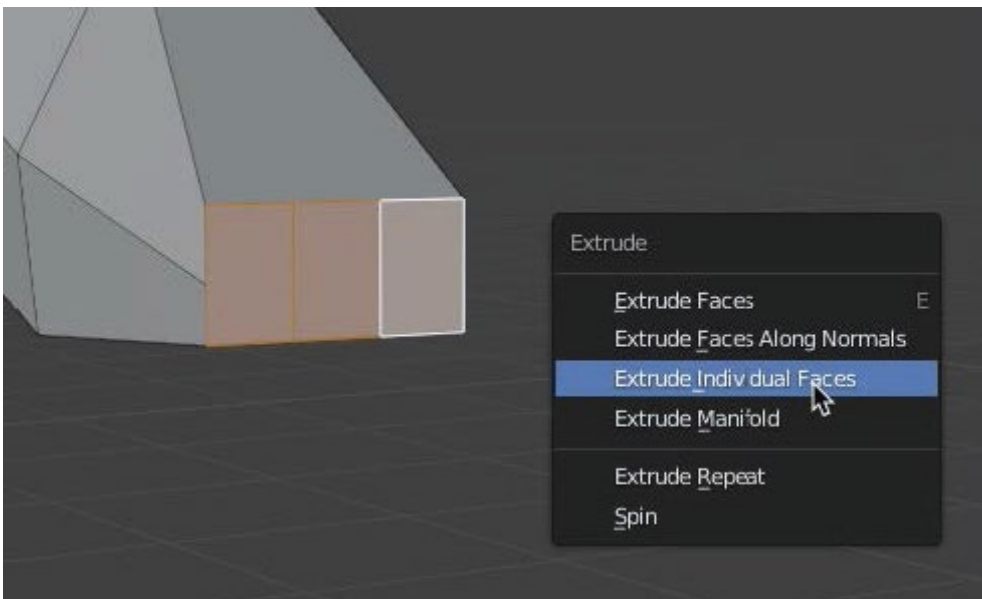 Extrude
Extrude Faces E
Extrude Faces Along Normals
Extrude Individual Faces
Extrude Manifold
Extrude Repeat
Spin